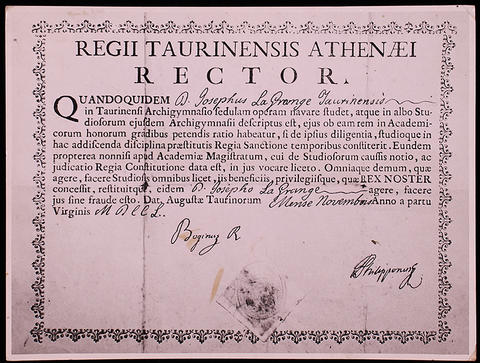 REGII TAURINENSIS ATHENÆI
RECTOR.
QUANDOQUIDEM D. Josephus La Grange Taurinensis
in Taurinensi Archigymnasio sedulam operam navare studet, atque in albo Stu-
diosorum ejusdem Archigymnasii descriptus est, ejus ob eam rem in Academi-
corum honorum gradibus petendis ratio habeatur, si de ipsius diligentia, studioque in
hac addiscenda disciplina præstitutis Regia Sanctione temporibus constiterit. Eundem
propterea nonnisi apud Academiæ Magistratum, cui de Studiosorum causis notio, ac
judicatio Regia Constitutione data est, in jus vocare liceto. Omniaque demum, quæ
agere, facere Studiosis omnibus licet, iis beneficiis, privilegiisque, quæ REX NOSTER
concessit, restituitque, eidem D. Josepho La Grange agere, facere
jus sine fraude esto. Dat. Augustæ Taurinorum Mense Novembris Anno a partu
Virginis MDCCL.
Boginus R